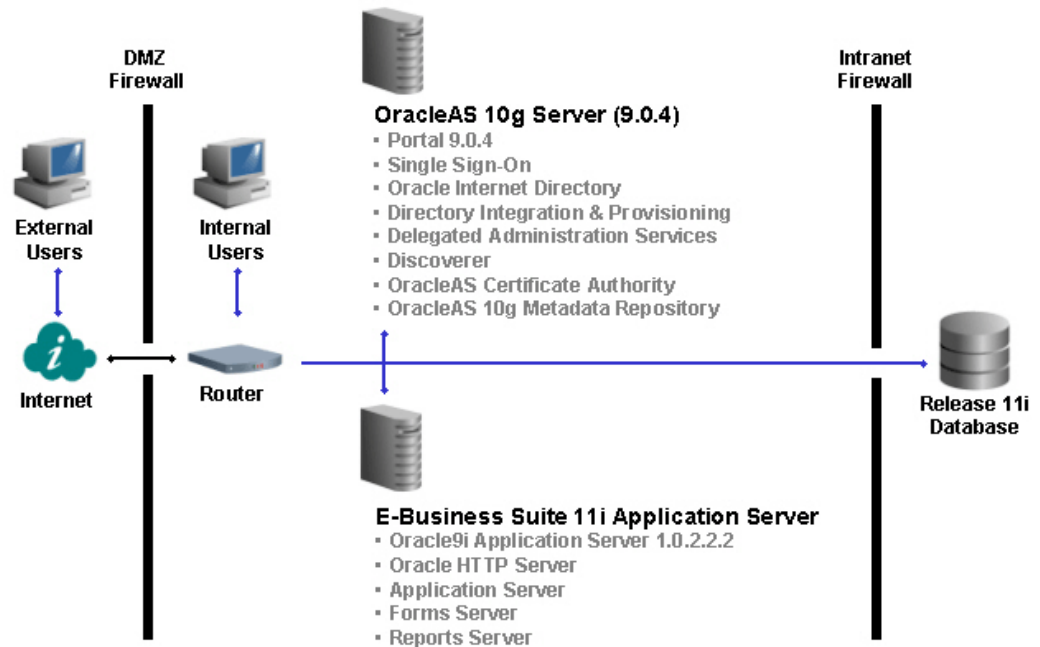 DMZ
Firewall
Intranet
Firewall
OracleAS 10g Server (9.0.4)
▪ Portal 9.0.4
▪ Single Sign-On
▪ Oracle Internet Directory
▪ Directory Integration & Provisioning
▪ Delegated Administration Services
▪ Discoverer
▪ OracleAS Certificate Authority
▪ OracleAS 10g Metadata Repository
External
Users
Internal
Users
i
Internet
Router
Release 11i
Database
E-Business Suite 11i Application Server
▪ Oracle9i Application Server 1.0.2.2.2
▪ Oracle HTTP Server
▪ Application Server
▪ Forms Server
▪ Reports Server